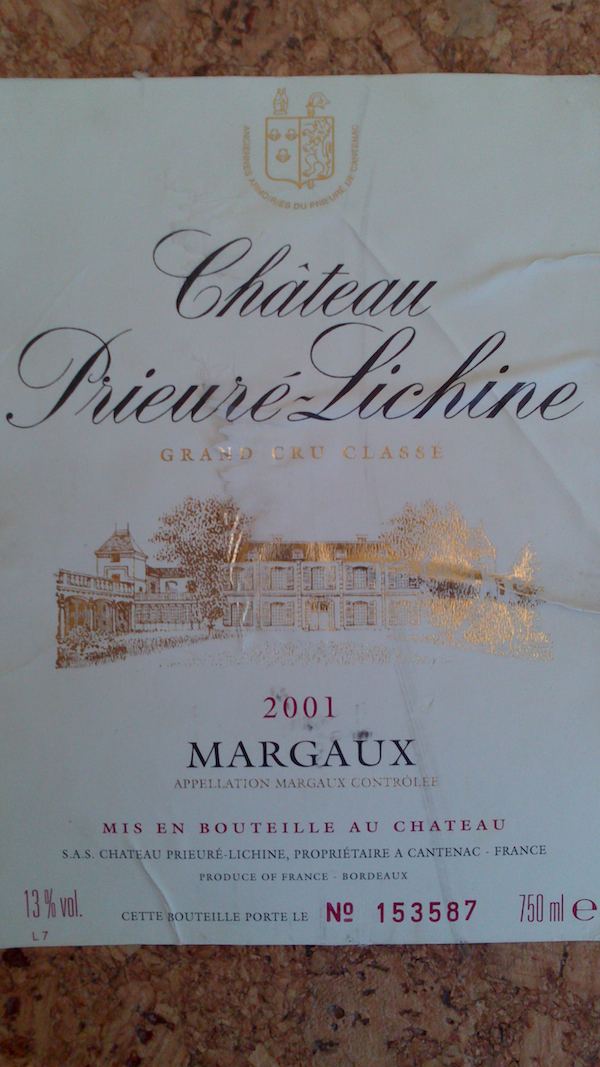 ANCIENNES ARMOIRIES DU PRIEURÉ DE CANTENAC
Château
Prieuré-Lichine
GRAND CRU CLASSÉ
2001
MARGAUX
APPELLATION MARGAUX CONTRÔLÉE
MIS EN BOUTEILLE AU CHATEAU
S.A.S. CHATEAU PRIEURÉ-LICHINE, PROPRIÉTAIRE A CANTENAC - FRANCE
PRODUCE OF FRANCE - BORDEAUX
13 % vol. CETTE BOUTEILLE PORTE LE Nº 153587 750 ml e
L7